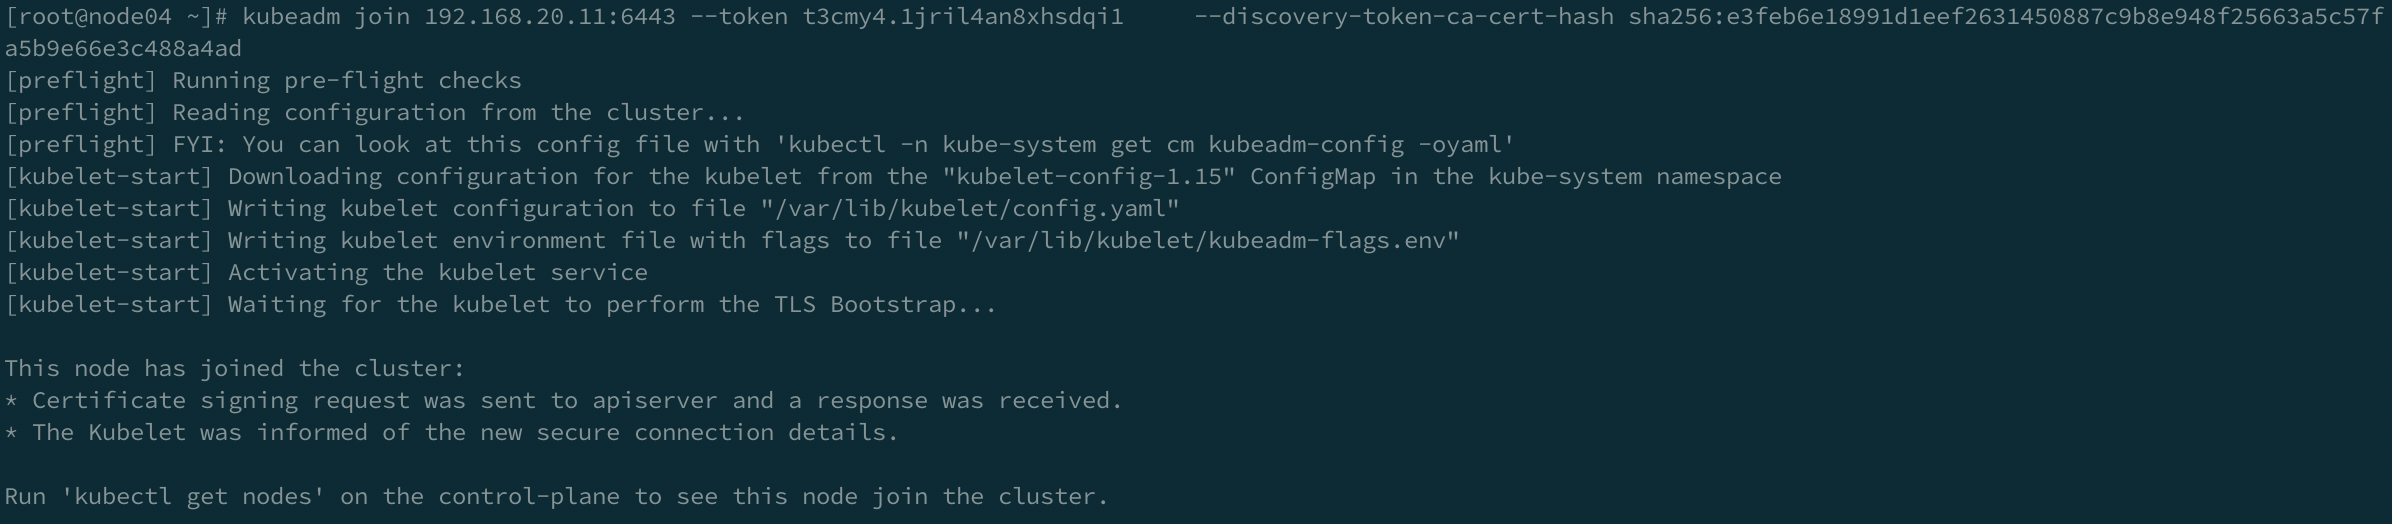 [root@node04 ~]# kubeadm join 192.168.20.11:6443 --token t3cmy4.1jril4an8xhsdqi1     --discovery-token-ca-cert-hash sha256:e3feb6e18991d1eef2631450887c9b8e948f25663a5c57f
a5b9e66e3c488a4ad
[preflight] Running pre-flight checks
[preflight] Reading configuration from the cluster...
[preflight] FYI: You can look at this config file with 'kubectl -n kube-system get cm kubeadm-config -oyaml'
[kubelet-start] Downloading configuration for the kubelet from the "kubelet-config-1.15" ConfigMap in the kube-system namespace
[kubelet-start] Writing kubelet configuration to file "/var/lib/kubelet/config.yaml"
[kubelet-start] Writing kubelet environment file with flags to file "/var/lib/kubelet/kubeadm-flags.env"
[kubelet-start] Activating the kubelet service
[kubelet-start] Waiting for the kubelet to perform the TLS Bootstrap...

This node has joined the cluster:
* Certificate signing request was sent to apiserver and a response was received.
* The Kubelet was informed of the new secure connection details.

Run 'kubectl get nodes' on the control-plane to see this node join the cluster.